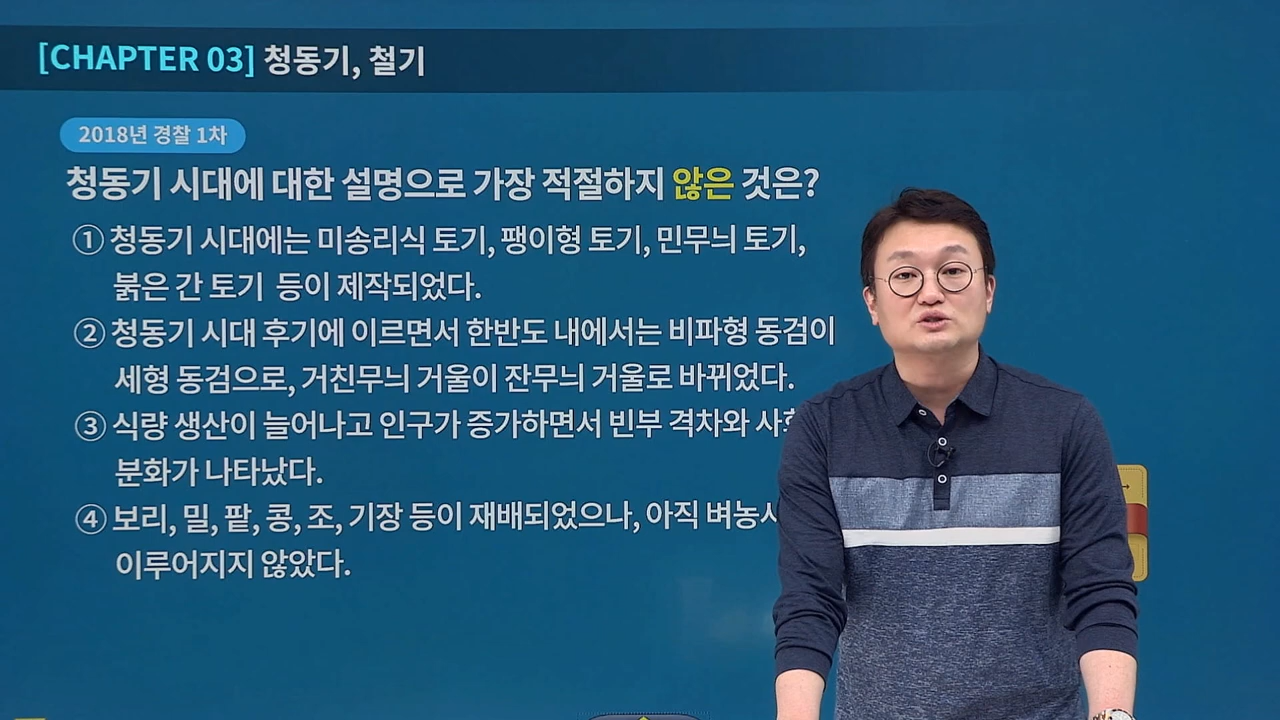 [CHAPTER 03] 청동기, 철기
2018년 경찰 1차
청동기 시대에 대한 설명으로 가장 적절하지 않은 것은?
① 청동기 시대에는 미송리식 토기, 팽이형 토기, 민무늬 토기,
붉은 간 토기 등이 제작되었다.
② 청동기 시대 후기에 이르면서 한반도 내에서는 비파형 동검이
세형 동검으로, 거친무늬 거울이 잔무늬 거울로 바뀌었다.
③ 식량 생산이 늘어나고 인구가 증가하면서 빈부 격차와
분화가 나타났다.
④ 보리, 밀, 팥, 콩, 조, 기장 등이 재배되었으나, 아직
이루어지지 않았다.